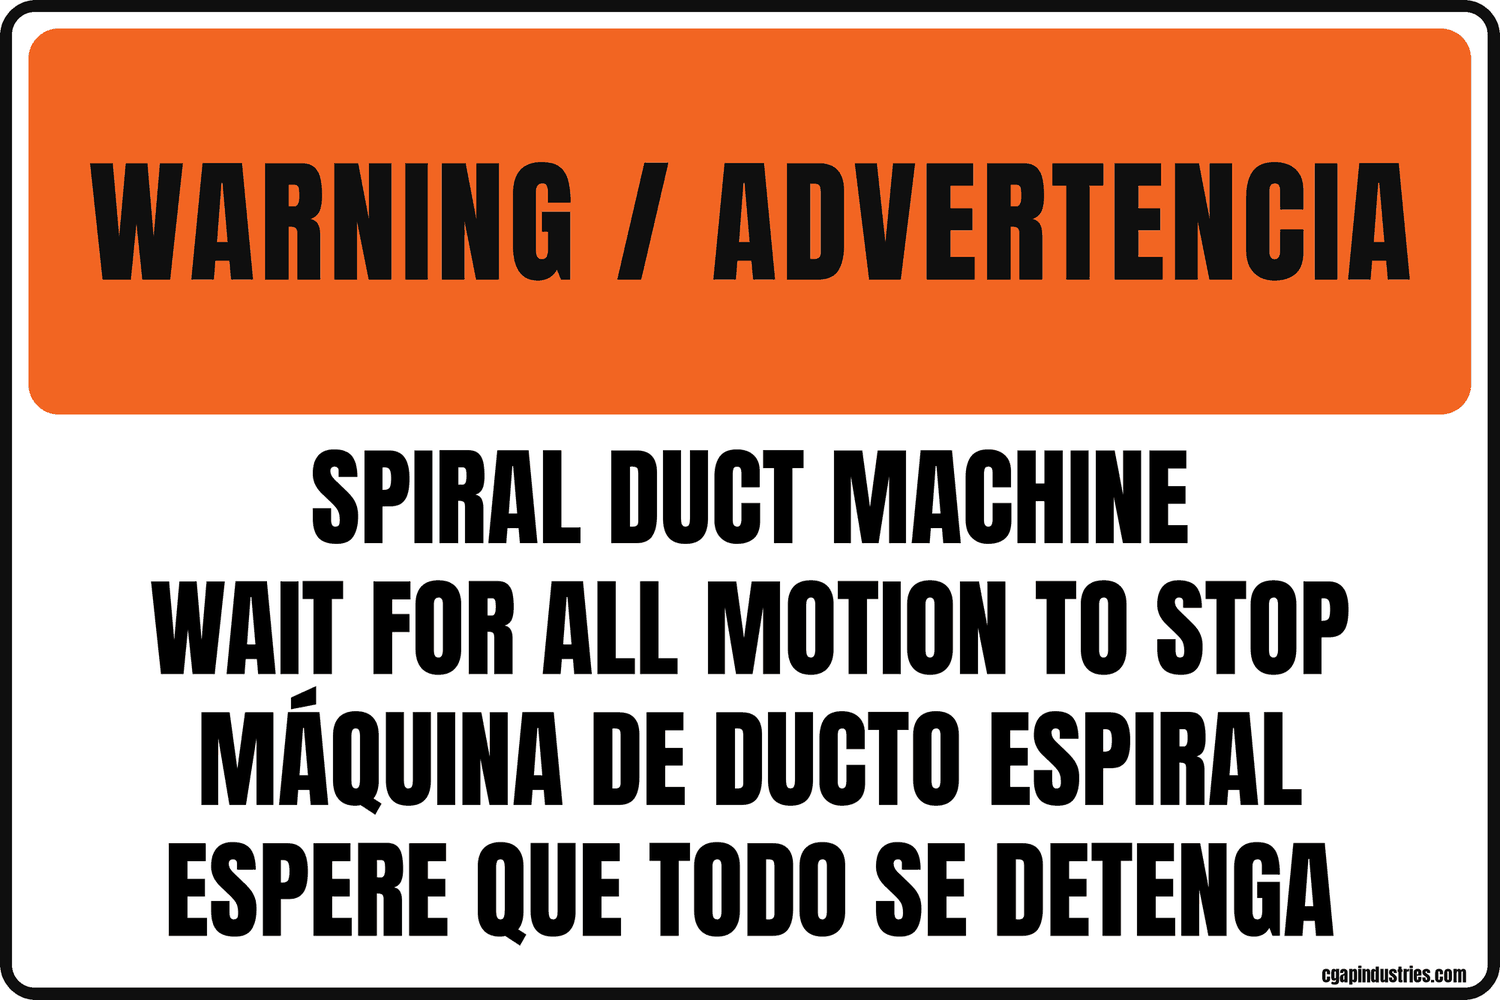 WARNING / ADVERTENCIA
SPIRAL DUCT MACHINE
WAIT FOR ALL MOTION TO STOP
MÁQUINA DE DUCTO ESPIRAL
ESPERE QUE TODO SE DETENGA
cgapindustries.com